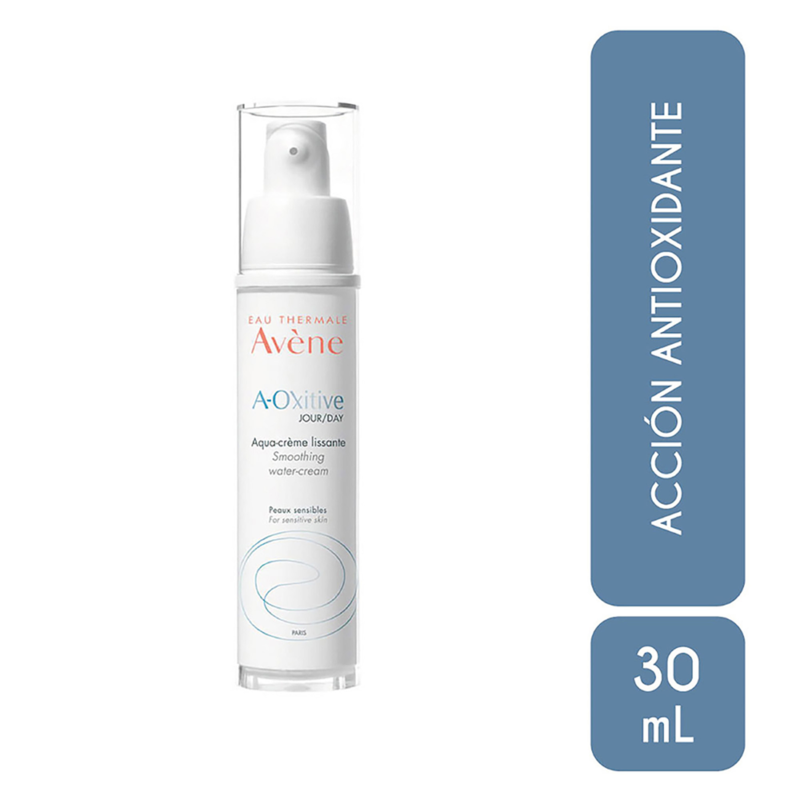 EAU THERMALE
Avène
A-Oxitive
JOUR/DAY
Aqua-crème lissante
Smoothing
water-cream
Peaux sensibles
For sensitive skin
PARIS
ACCIÓN ANTIOXIDANTE
30
mL